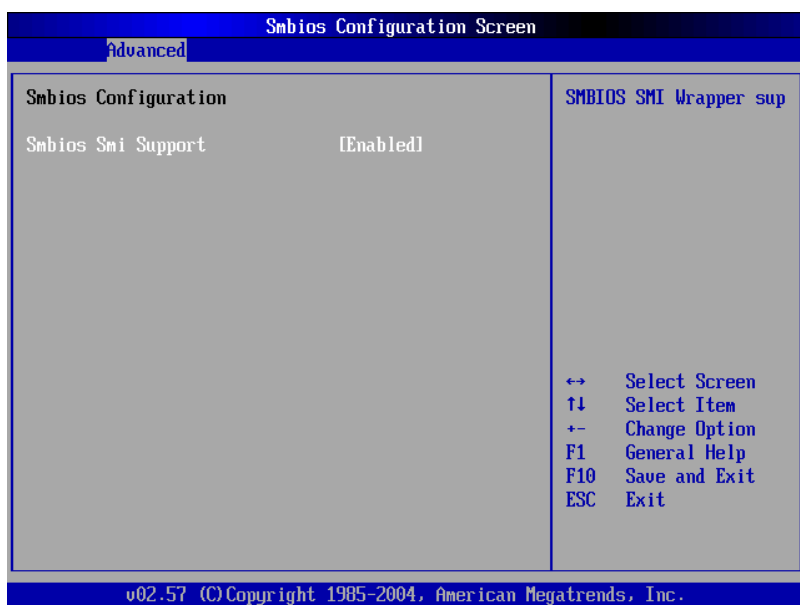 Smbios Configuration Screen
Advanced
Smbios Configuration
Smbios Smi Support [Enabled]
SMBIOS SMI Wrapper sup
↔ Select Screen
↑↓ Select Item
+- Change Option
F1 General Help
F10 Save and Exit
ESC Exit
v02.57 (C)Copyright 1985-2004, American Megatrends, Inc.